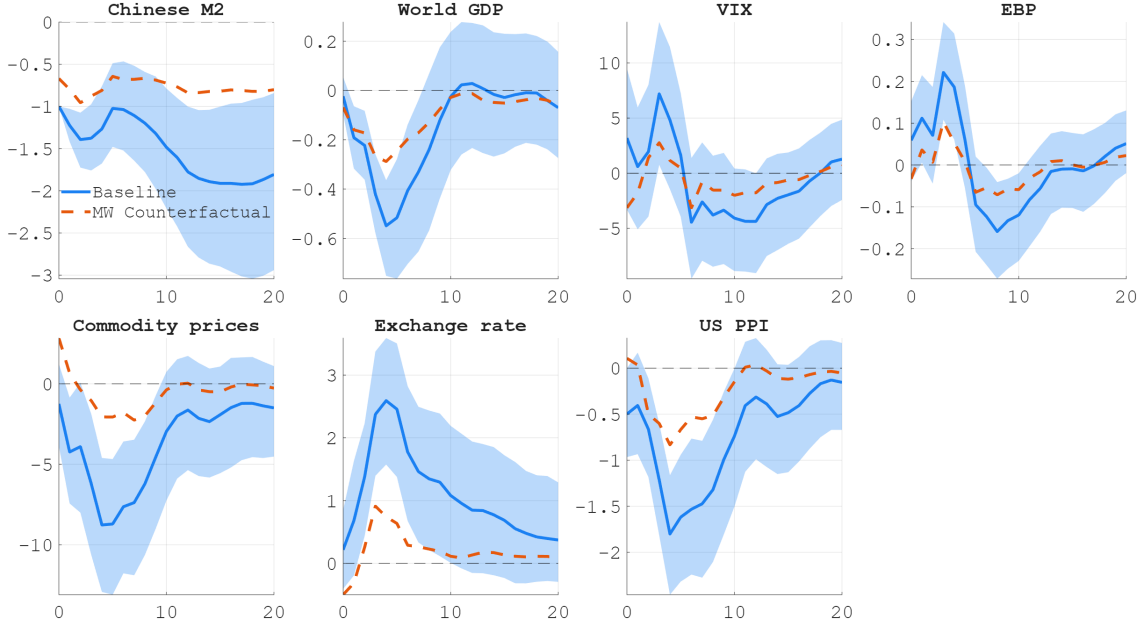 Chinese M2
World GDP
VIX
EBP
0
-0.5
-1
-1.5
-2
-2.5
-3
Baseline
MW Counterfactual
0 10 20
0.2
0
-0.2
-0.4
-0.6
0 10 20
10
5
0
-5
0 10 20
0.3
0.2
0.1
0
-0.1
-0.2
0 10 20
Commodity prices
Exchange rate
US PPI
0
-5
-10
0 10 20
3
2
1
0
0 10 20
0
-0.5
-1
-1.5
-2
0 10 20